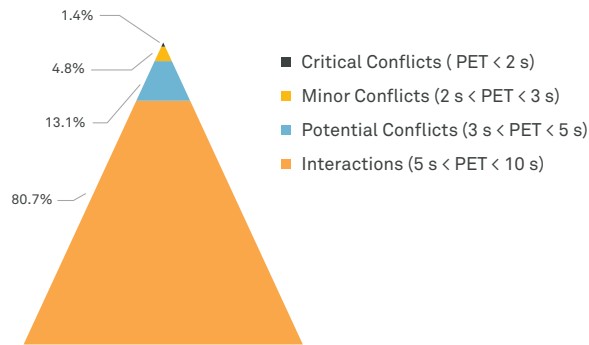 1.4%
4.8%
13.1%
80.7%
Critical Conflicts ( PET < 2 s)
Minor Conflicts (2 s < PET < 3 s)
Potential Conflicts (3 s < PET < 5 s)
Interactions (5 s < PET < 10 s)